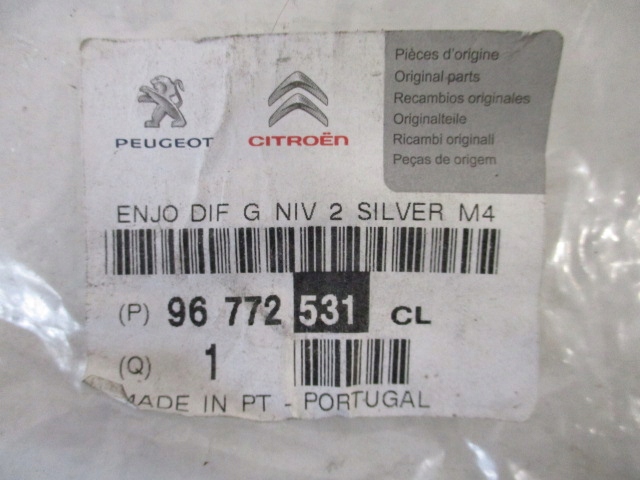 PEUGEOT
CITROËN
Pièces d'origine
Original parts
Recambios originales
Originalteile
Ricambi originali
Peças de origem
ENJO DIF G NIV 2 SILVER M4
(P) 96 772 531 CL
(Q) 1
MADE IN PT - PORTUGAL